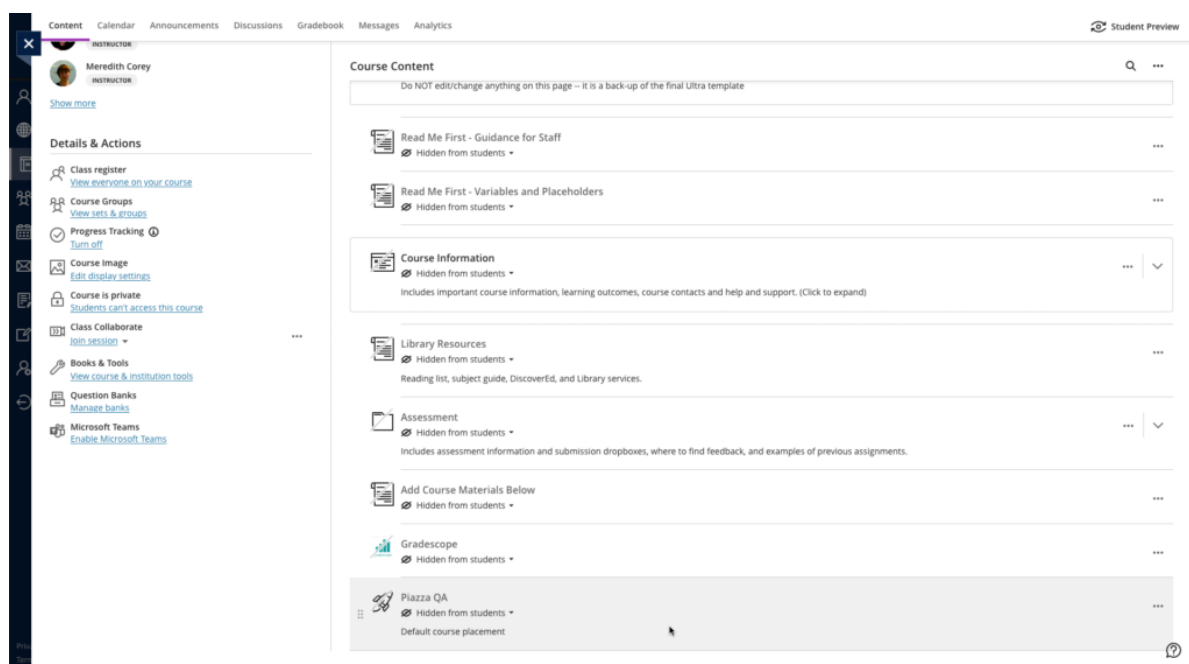 Content Calendar Announcements Discussions Gradebook Messages Analytics
Student Preview
INSTRUCTOR
Meredith Corey
INSTRUCTOR
Show more
Details & Actions
Class register
View everyone on your course
Course Groups
View sets & groups
Progress Tracking
Turn off
Course Image
Edit display settings
Course is private
Students can't access this course
Class Collaborate
Join session
Books & Tools
View course & institution tools
Question Banks
Manage banks
Microsoft Teams
Enable Microsoft Teams
Course Content
Do NOT edit/change anything on this page -- it is a back-up of the final Ultra template
Read Me First - Guidance for Staff
Hidden from students
Read Me First - Variables and Placeholders
Hidden from students
Course Information
Hidden from students
Includes important course information, learning outcomes, course contacts and help and support. (Click to expand)
Library Resources
Hidden from students
Reading list, subject guide, DiscoverEd, and Library services.
Assessment
Hidden from students
Includes assessment information and submission dropboxes, where to find feedback, and examples of previous assignments.
Add Course Materials Below
Hidden from students
Gradescope
Hidden from students
Piazza QA
Hidden from students
Default course placement